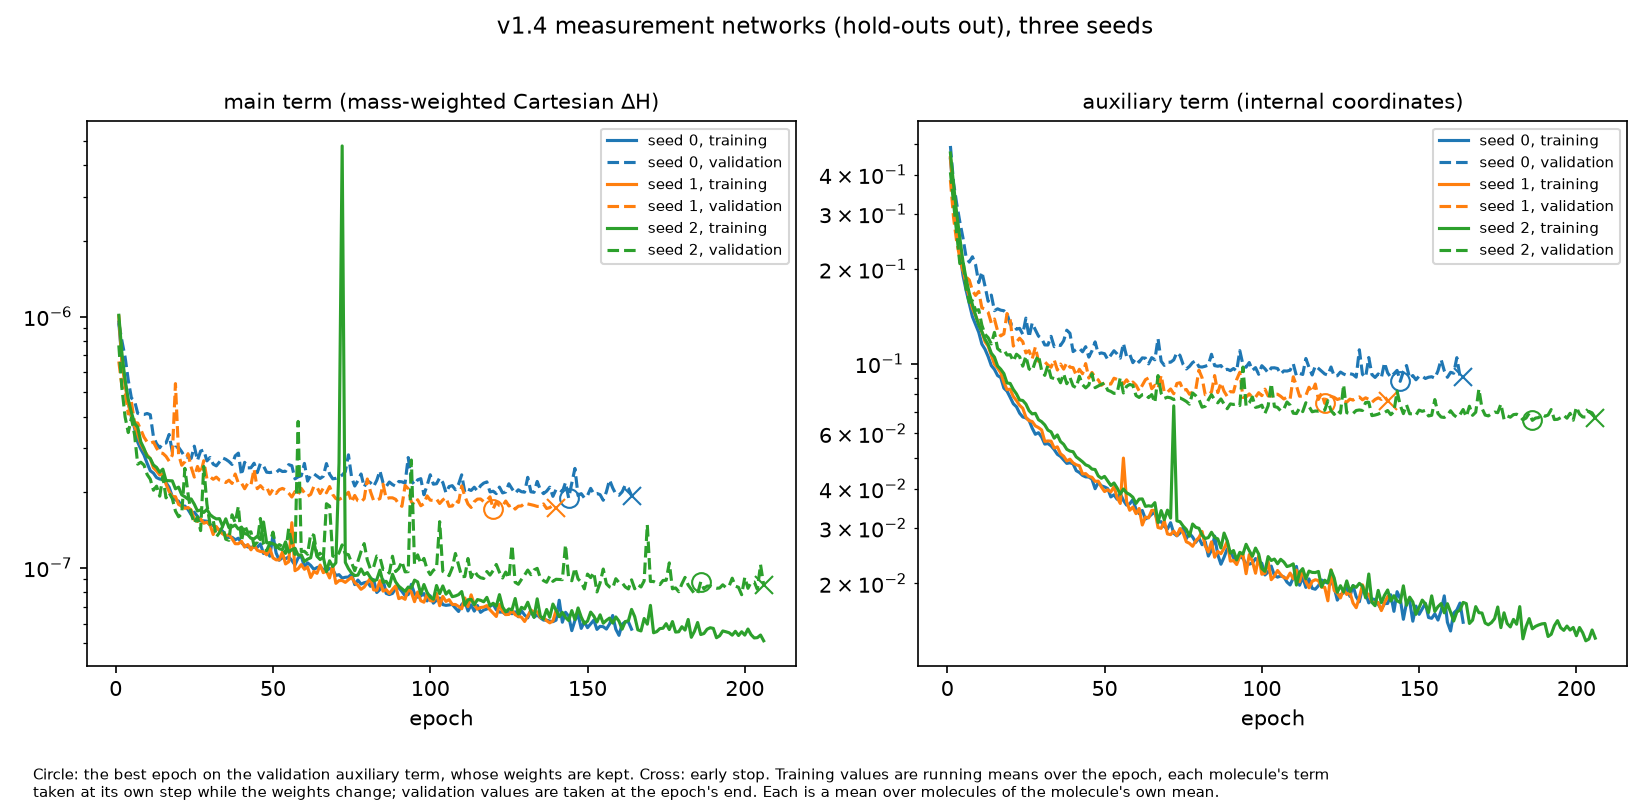 v1.4 measurement networks (hold-outs out), three seeds
main term (mass-weighted Cartesian ΔH)
10⁻⁶
10⁻⁷
0 50 100 150 200
epoch
seed 0, training
seed 0, validation
seed 1, training
seed 1, validation
seed 2, training
seed 2, validation
auxiliary term (internal coordinates)
4 × 10⁻¹
3 × 10⁻¹
2 × 10⁻¹
10⁻¹
6 × 10⁻²
4 × 10⁻²
3 × 10⁻²
2 × 10⁻²
0 50 100 150 200
epoch
seed 0, training
seed 0, validation
seed 1, training
seed 1, validation
seed 2, training
seed 2, validation
Circle: the best epoch on the validation auxiliary term, whose weights are kept. Cross: early stop. Training values are running means over the epoch, each molecule's term
taken at its own step while the weights change; validation values are taken at the epoch's end. Each is a mean over molecules of the molecule's own mean.